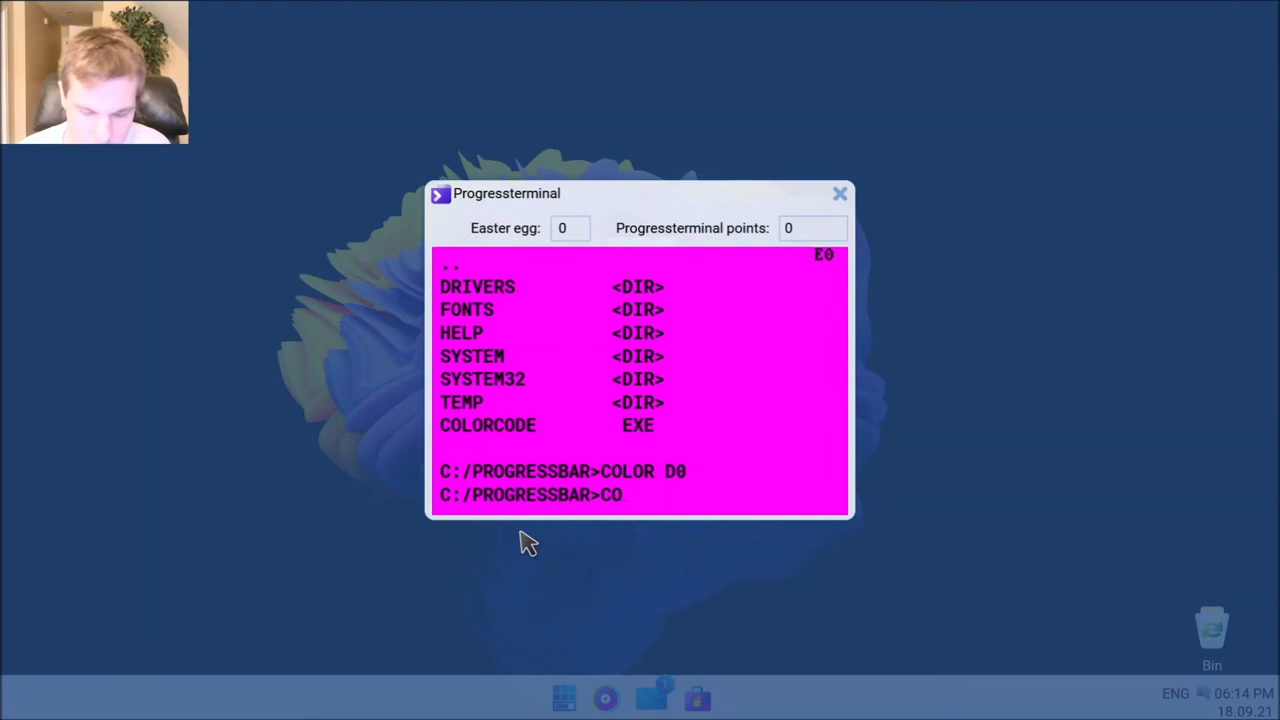 Progressterminal
Easter egg: 0 Progressterminal points: 0
.. E0
DRIVERS <DIR>
FONTS <DIR>
HELP <DIR>
SYSTEM <DIR>
SYSTEM32 <DIR>
TEMP <DIR>
COLORCODE EXE
C:/PROGRESSBAR>COLOR D0
C:/PROGRESSBAR>CO
Bin
1
ENG 06:14 PM
18.09.21